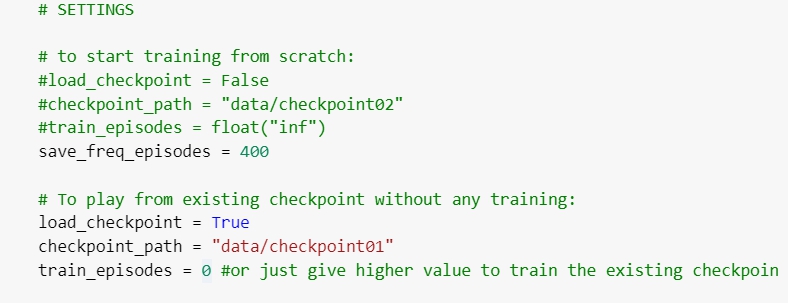 # SETTINGS
# to start training from scratch:
#load_checkpoint = False
#checkpoint_path = "data/checkpoint02"
#train_episodes = float("inf")
save_freq_episodes = 400
# To play from existing checkpoint without any training:
load_checkpoint = True
checkpoint_path = "data/checkpoint01"
train_episodes = 0 #or just give higher value to train the existing checkpoin